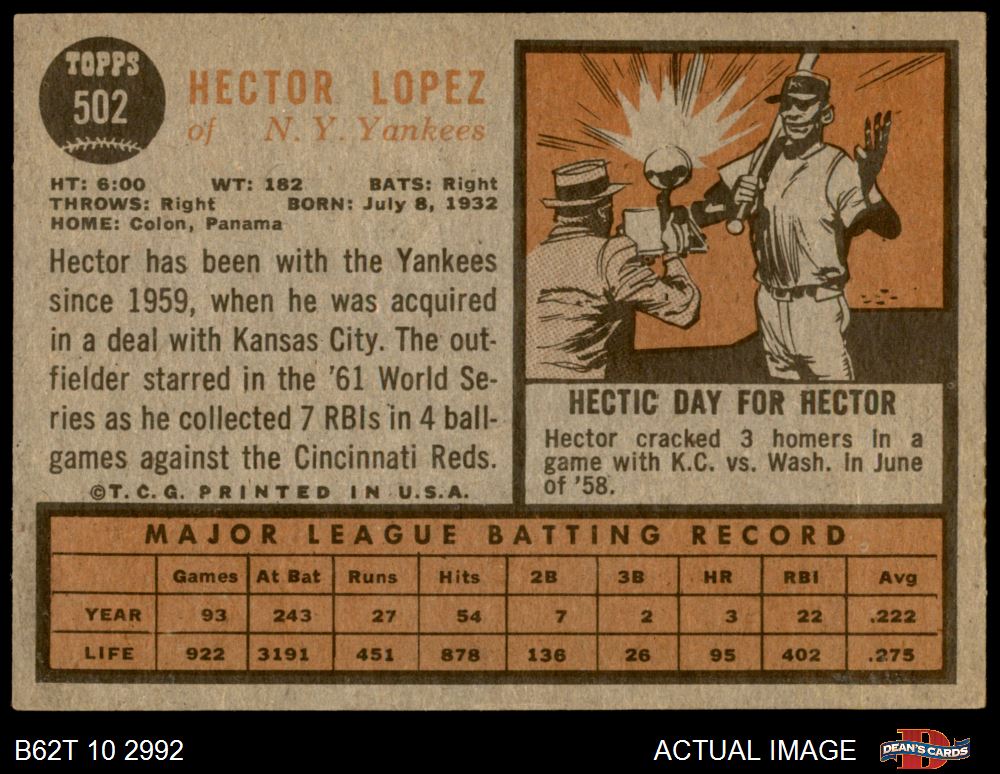 TOPPS
502
HECTOR LOPEZ
of N. Y. Yankees
HT: 6:00 WT: 182 BATS: Right
THROWS: Right BORN: July 8, 1932
HOME: Colon, Panama
Hector has been with the Yankees
since 1959, when he was acquired
in a deal with Kansas City. The out-
fielder starred in the '61 World Se-
ries as he collected 7 RBIs in 4 ball-
games against the Cincinnati Reds.
©T. C. G. PRINTED IN U.S.A.
HECTIC DAY FOR HECTOR
Hector cracked 3 homers in a
game with K.C. vs. Wash. in June
of '58.
MAJOR LEAGUE BATTING RECORD
Games At Bat Runs Hits 2B 3B HR RBI Avg
YEAR 93 243 27 54 7 2 3 22 .222
LIFE 922 3191 451 878 136 26 95 402 .275
B62T 10 2992
ACTUAL IMAGE
DEAN'S CARDS